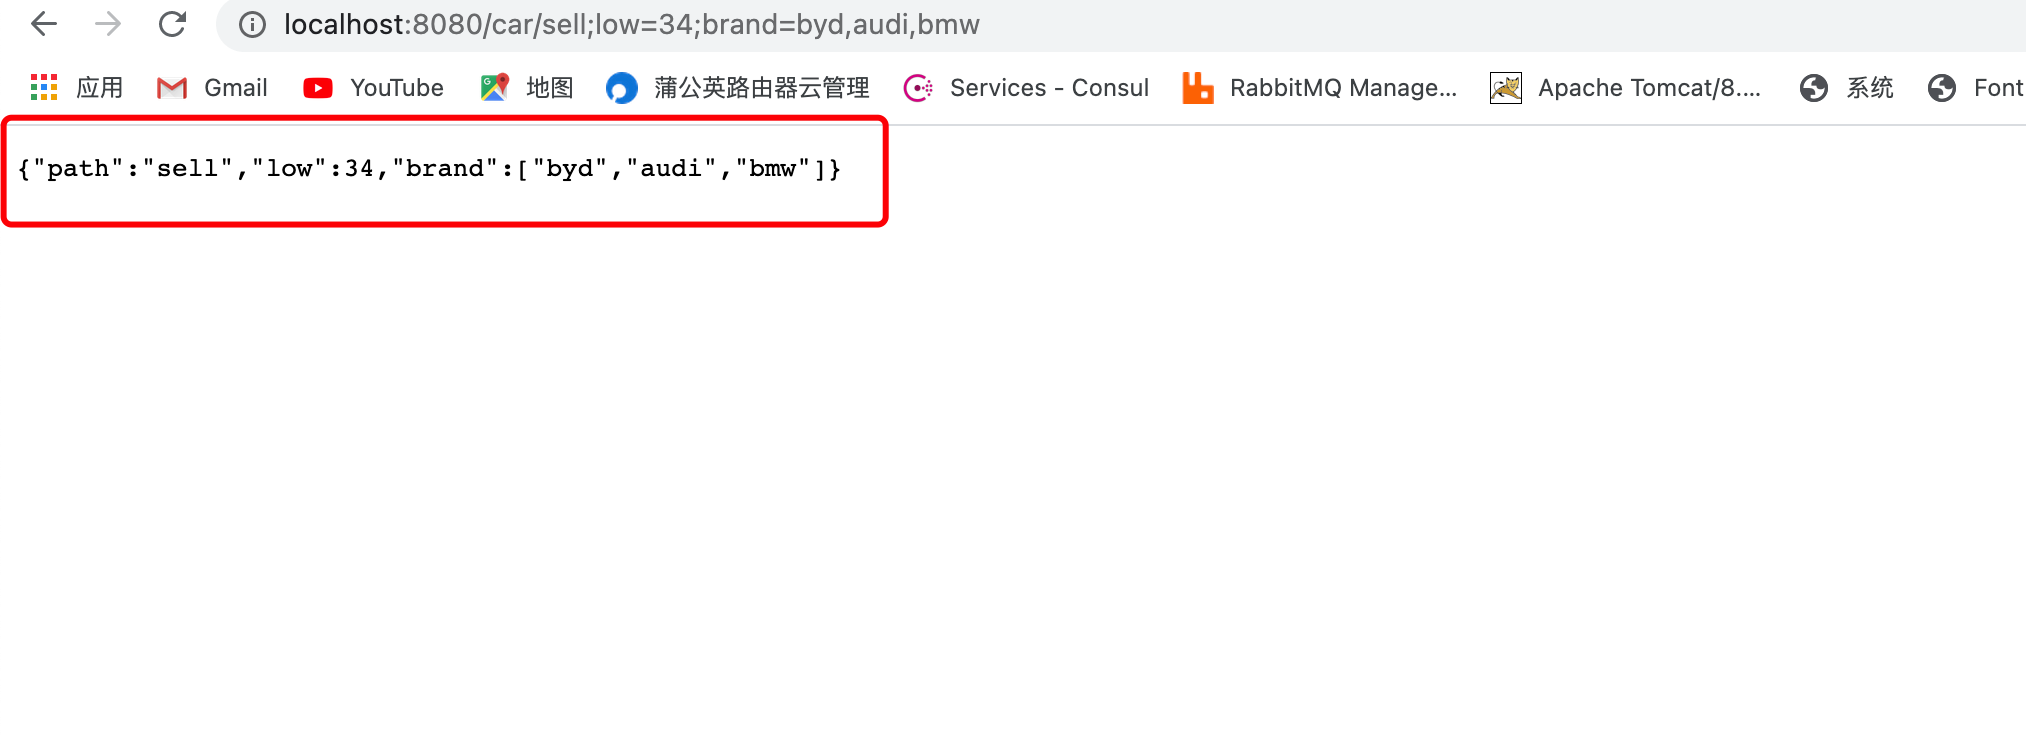 localhost:8080/car/sell;low=34;brand=byd,audi,bmw
应用 Gmail YouTube 地图 蒲公英路由器云管理 Services - Consul RabbitMQ Manage... Apache Tomcat/8.... 系统 Font
{"path":"sell","low":34,"brand":["byd","audi","bmw"]}